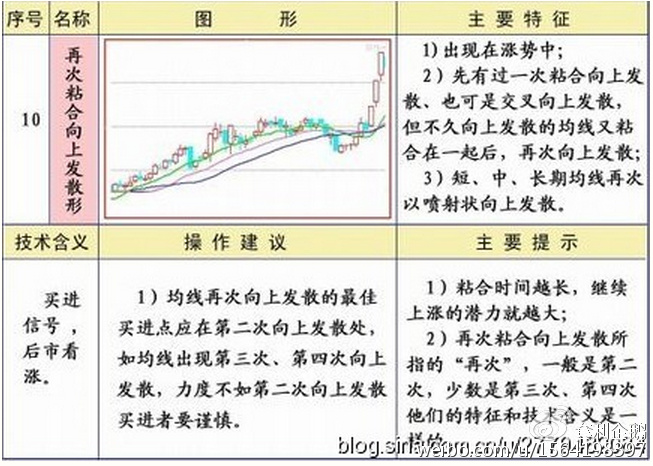 序号 名称 图 形 主 要 特 征
10
再次粘合向上发散形
1)出现在涨势中;
2)先有过一次粘合向上发
散、也可是交叉向上发散,
但不久向上发散的均线又粘
合在一起后,再次向上发散;
3)短、中、长期均线再次
以喷射状向上发散。
技术含义 操 作 建 议 主 要 提 示
买进
信号,
后市看
涨。
1)均线再次向上发散的最佳
买进点应在第二次向上发散处,
如均线出现第三次、第四次向上
发散,力度不如第二次向上发散
买进者要谨慎。
1)粘合时间越长,继续
上涨的潜力就越大;
2)再次粘合向上发散所
指的“再次”,一般是第二
次,少数是第三次、第四次
他们的特征和技术含义是一